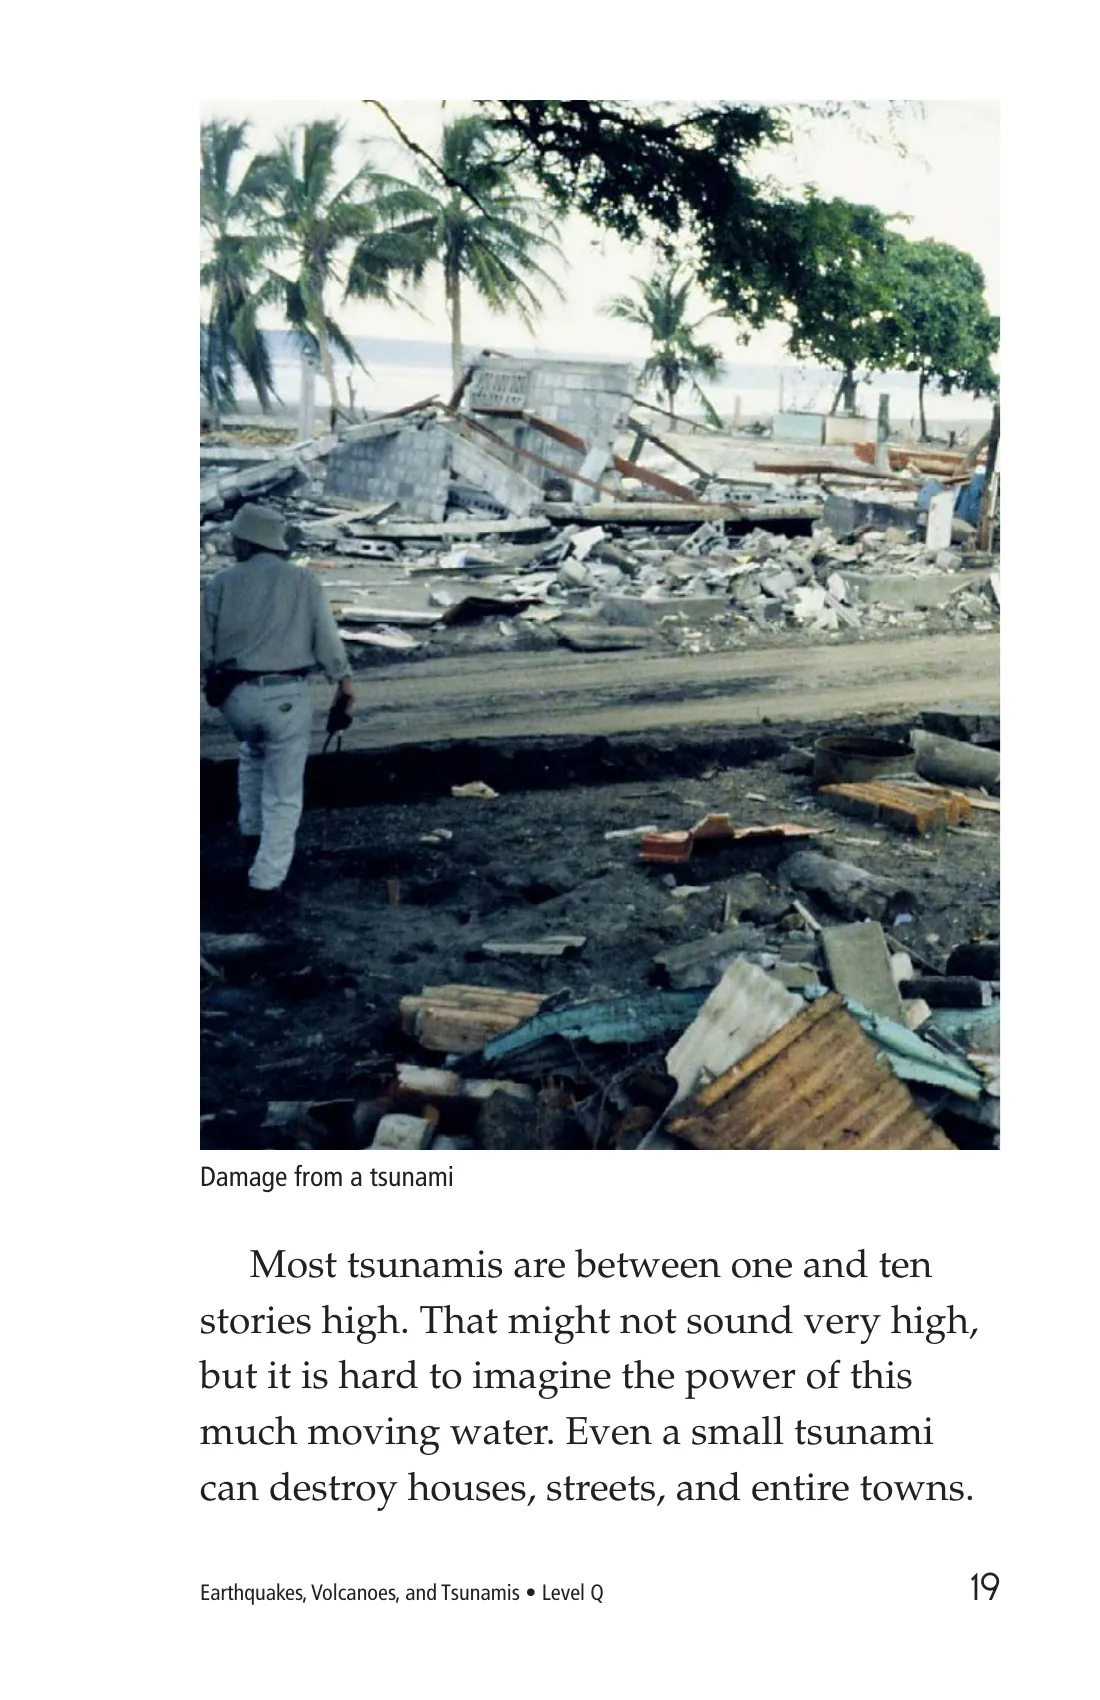 Damage from a tsunami
Most tsunamis are between one and ten
stories high. That might not sound very high,
but it is hard to imagine the power of this
much moving water. Even a small tsunami
can destroy houses, streets, and entire towns.
Earthquakes, Volcanoes, and Tsunamis • Level Q 19